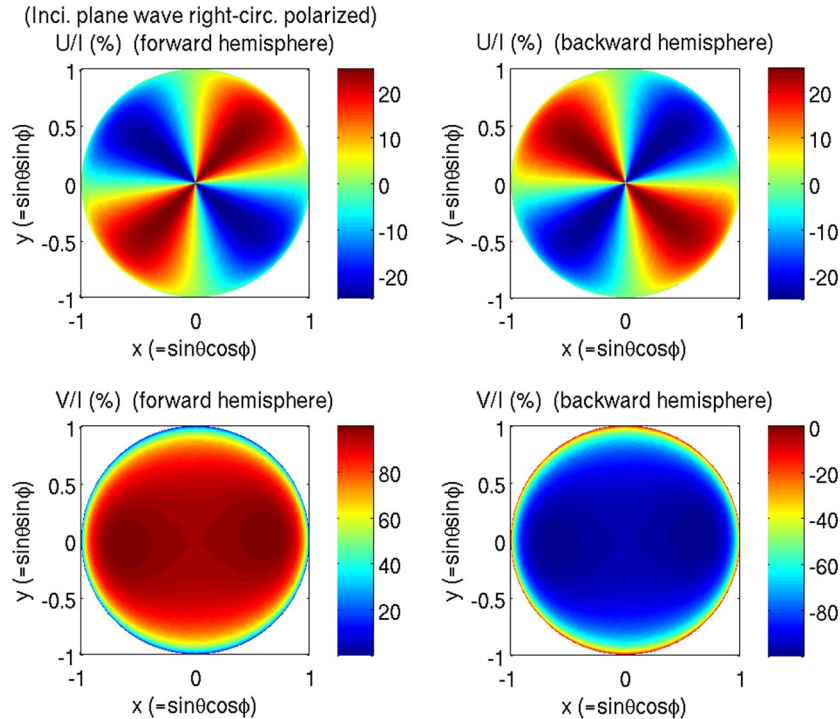 (Inci. plane wave right-circ. polarized)
U/I (%) (forward hemisphere)
1
0.5
0
-0.5
-1
-1 0 1
x (=sinθcosϕ)
y (=sinθsinϕ)
20
10
0
-10
-20
U/I (%) (backward hemisphere)
1
0.5
0
-0.5
-1
-1 0 1
x (=sinθcosϕ)
y (=sinθsinϕ)
20
10
0
-10
-20
V/I (%) (forward hemisphere)
1
0.5
0
-0.5
-1
-1 0 1
x (=sinθcosϕ)
y (=sinθsinϕ)
80
60
40
20
V/I (%) (backward hemisphere)
1
0.5
0
-0.5
-1
-1 0 1
x (=sinθcosϕ)
y (=sinθsinϕ)
0
-20
-40
-60
-80